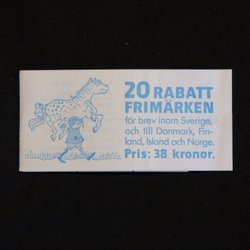 20 RABATT
FRIMÄRKEN
för brev inom Sverige,
och till Danmark, Fin-
land, Island och Norge.
Pris: 38 kronor.